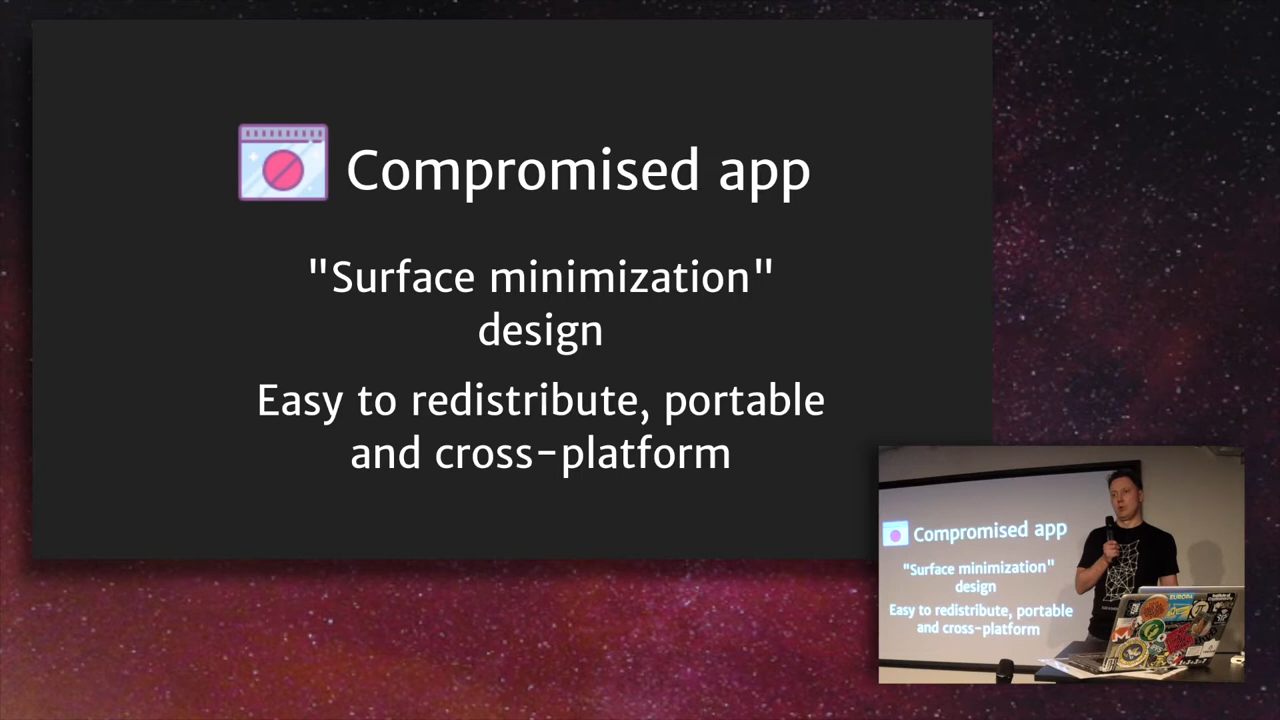 Compromised app
"Surface minimization"
design
Easy to redistribute, portable
and cross-platform
Compromised app
"Surface minimization"
design
Easy to redistribute, portable
and cross-platform
EUROPA